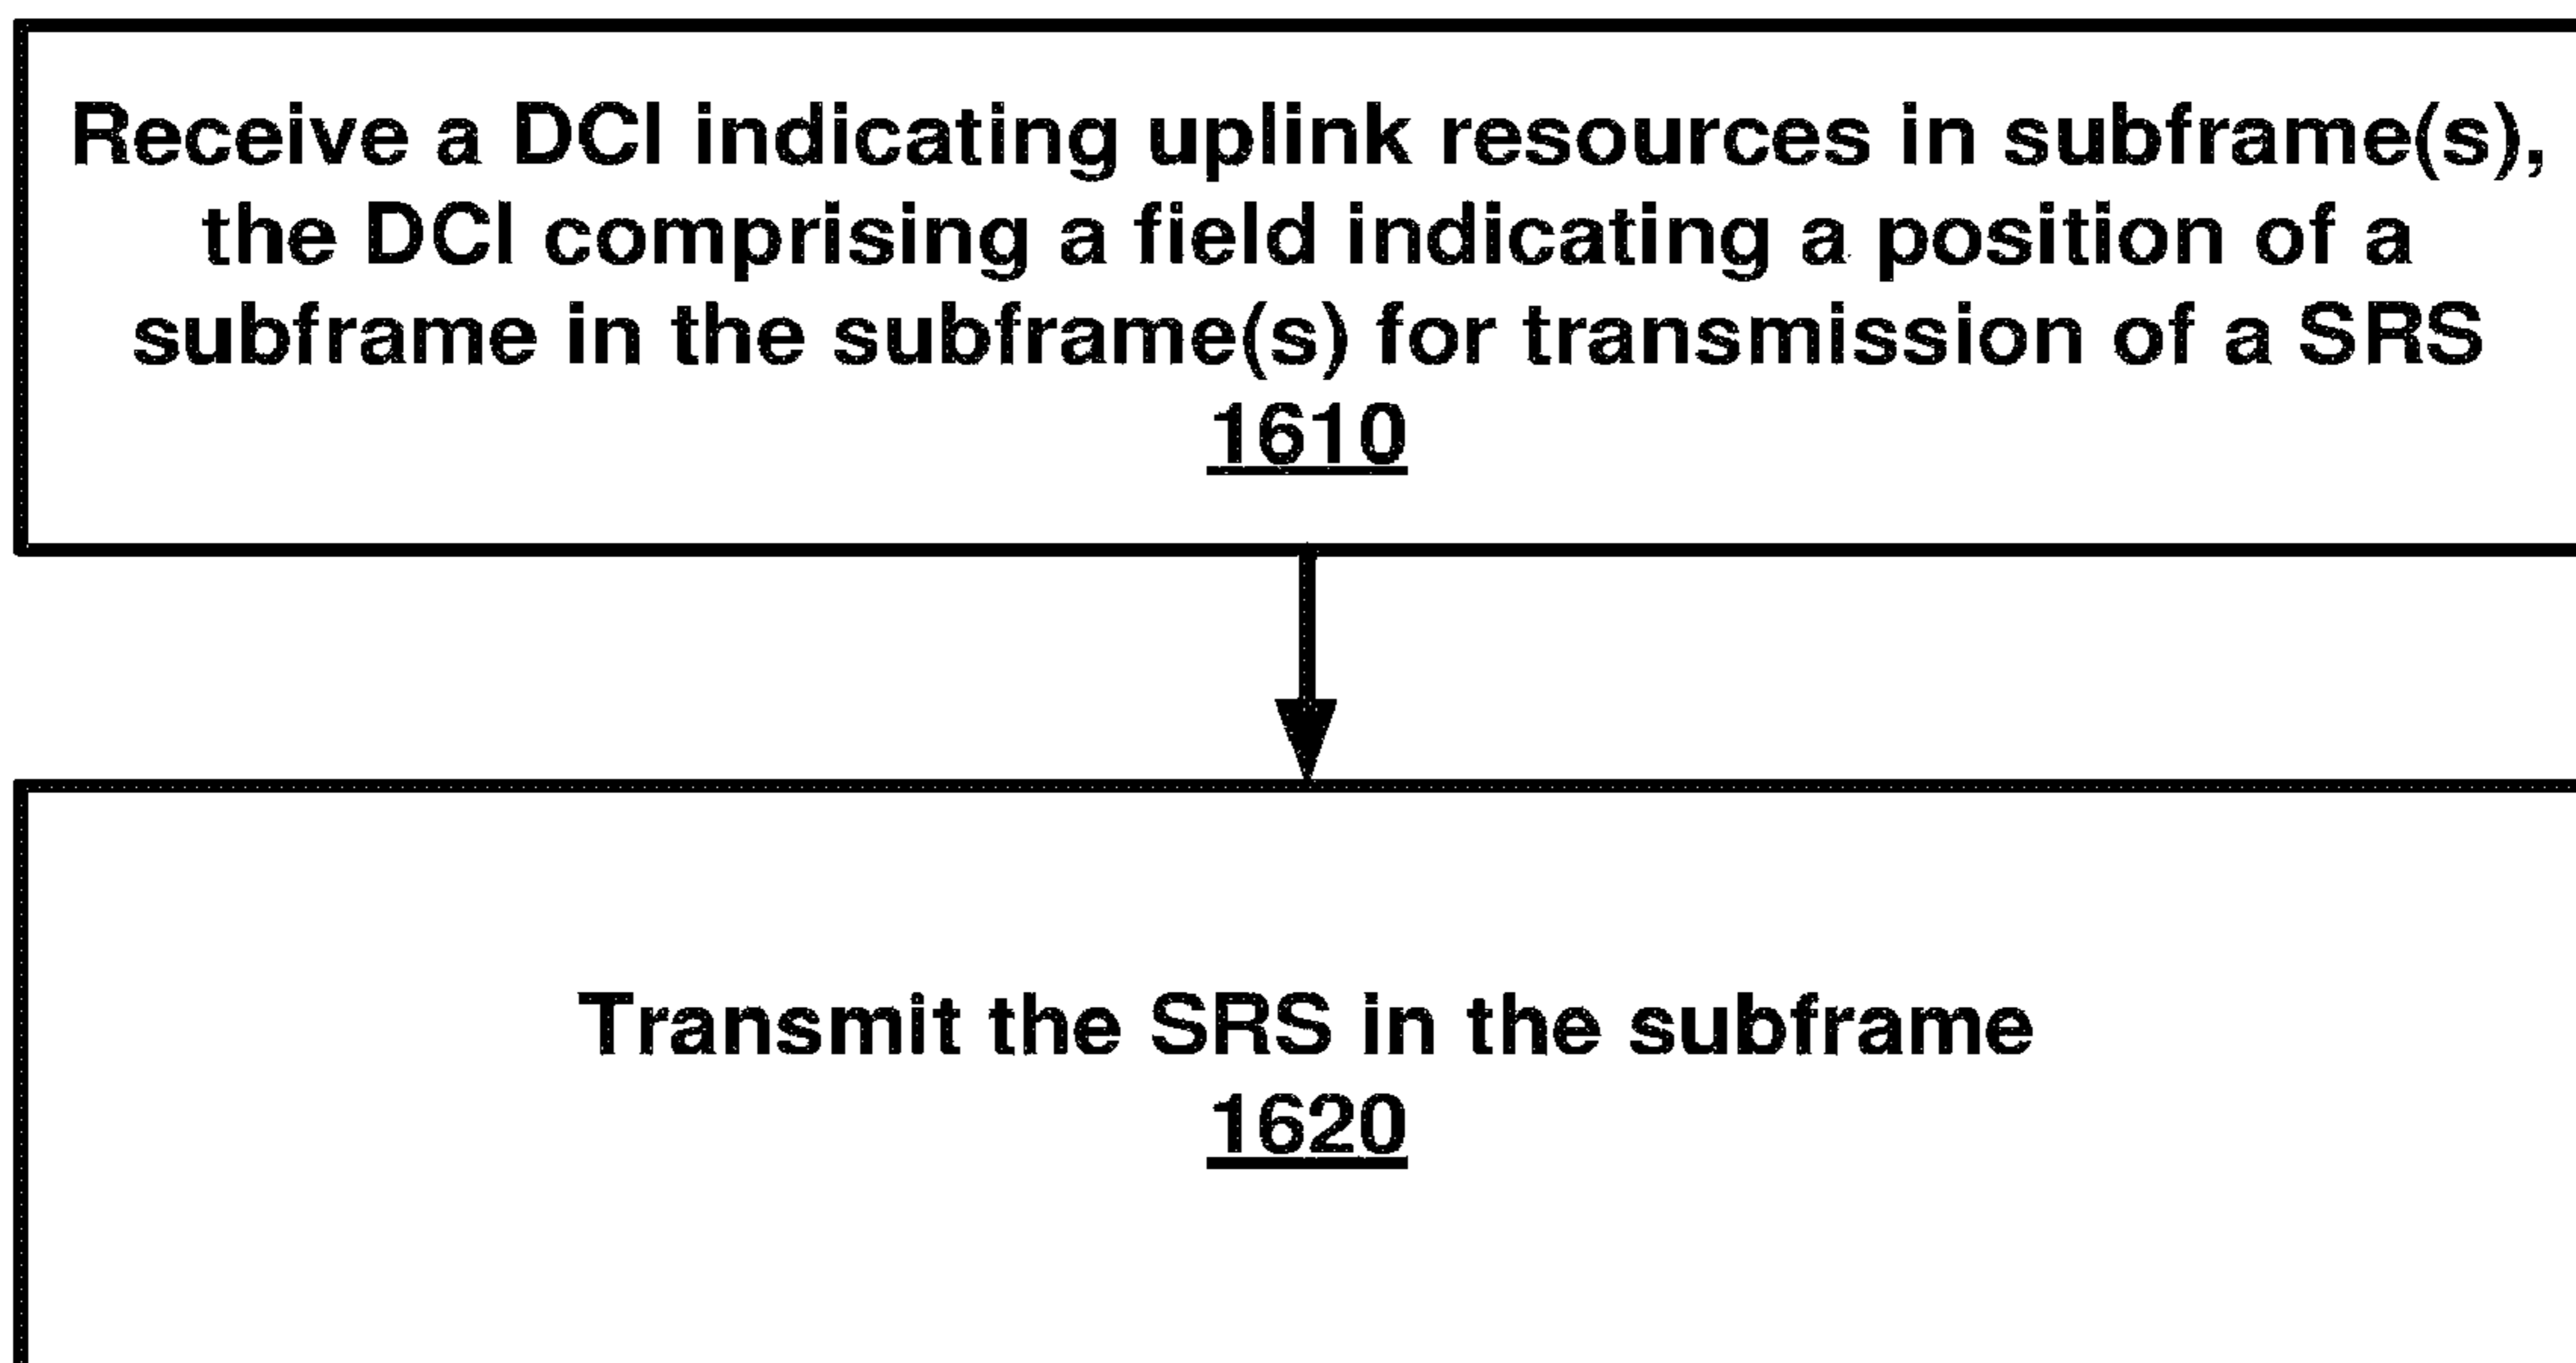 Receive a DCI indicating uplink resources in subframe(s),
the DCI comprising a field indicating a position of a
subframe in the subframe(s) for transmission of a SRS
1610
Transmit the SRS in the subframe
1620